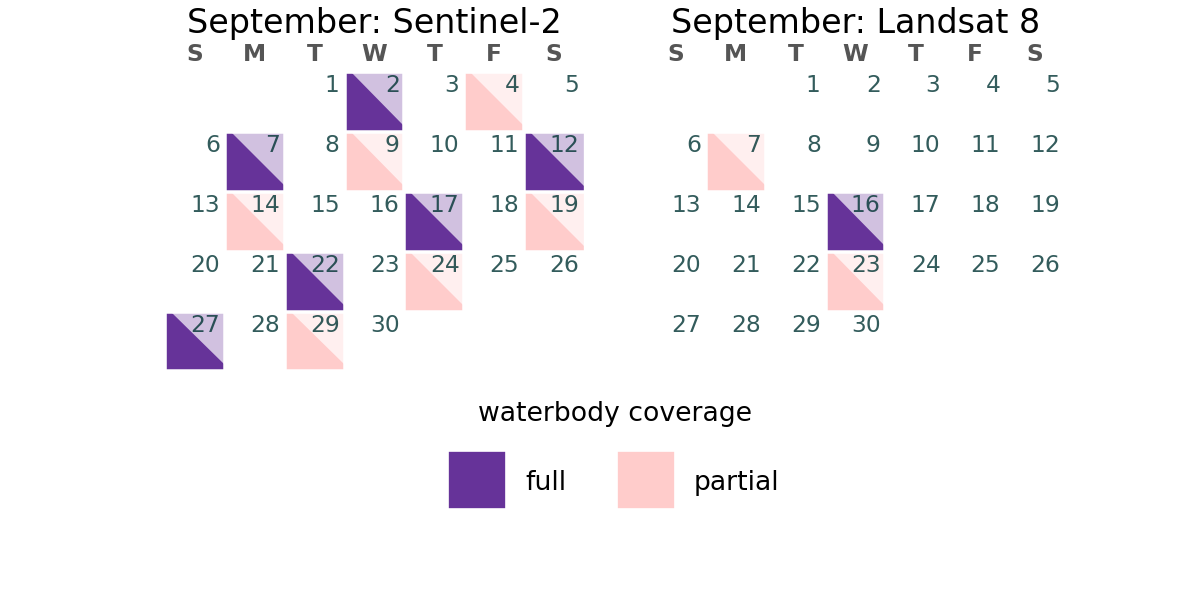 September: Sentinel-2
S M T W T F S
1 2 3 4 5
6 7 8 9 10 11 12
13 14 15 16 17 18 19
20 21 22 23 24 25 26
27 28 29 30
September: Landsat 8
S M T W T F S
1 2 3 4 5
6 7 8 9 10 11 12
13 14 15 16 17 18 19
20 21 22 23 24 25 26
27 28 29 30
waterbody coverage
full
partial